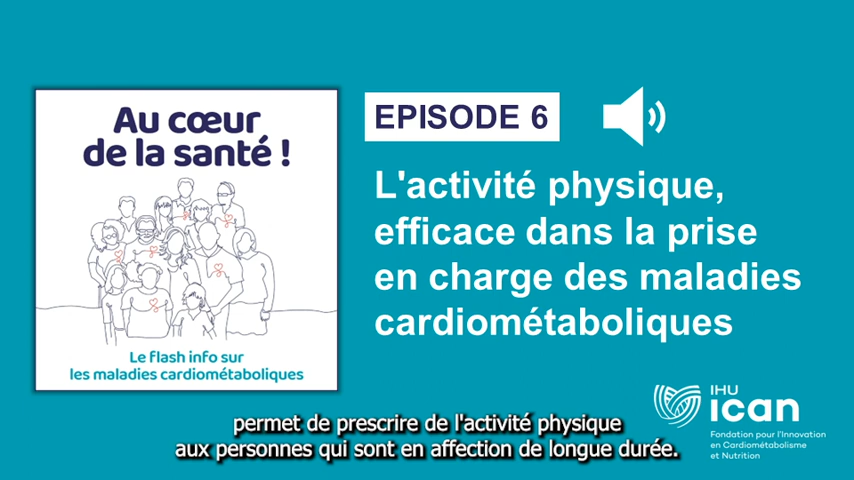 Au cœur
de la santé !
Le flash info sur
les maladies cardiométaboliques
EPISODE 6
L'activité physique,
efficace dans la prise
en charge des maladies
cardiométaboliques
IHU
ican
Fondation pour l'Innovation
en Cardiométabolisme
et Nutrition
permet de prescrire de l'activité physique
aux personnes qui sont en affection de longue durée.